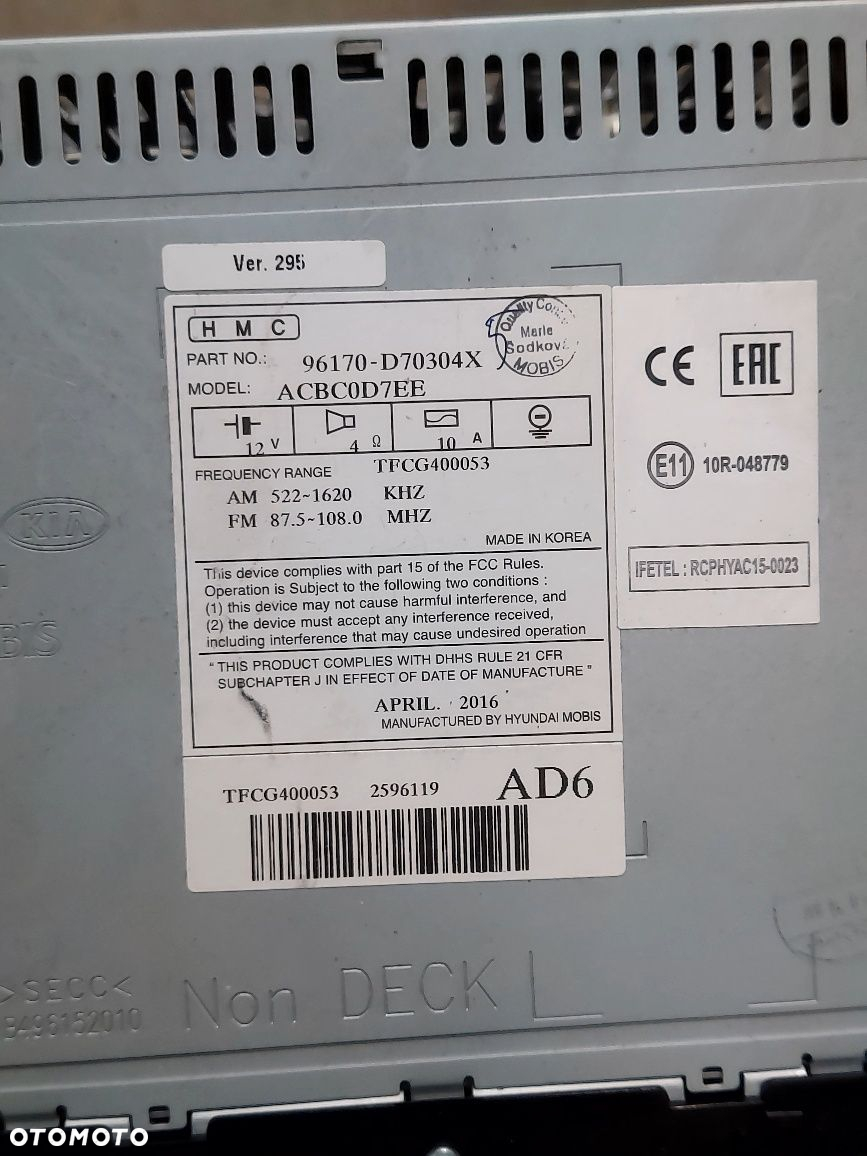 Ver. 295
H M C
PART NO.: 96170-D70304X
MODEL: ACBC0D7EE
Quality
Marie
Sodková
MOBIS
12 V 4 Ω 10 A
FREQUENCY RANGE TFCG400053
AM 522~1620 KHZ
FM 87.5~108.0 MHZ
MADE IN KOREA
This device complies with part 15 of the FCC Rules.
Operation is Subject to the following two conditions :
(1) this device may not cause harmful interference, and
(2) the device must accept any interference received,
including interference that may cause undesired operation
" THIS PRODUCT COMPLIES WITH DHHS RULE 21 CFR
SUBCHAPTER J IN EFFECT OF DATE OF MANUFACTURE "
APRIL. 2016
MANUFACTURED BY HYUNDAI MOBIS
TFCG400053 2596119 AD6
CE EAC
E11 10R-048779
IFETEL : RCPHYAC15-0023
KIA
>SECC<
Non DECK
OTOMOTO